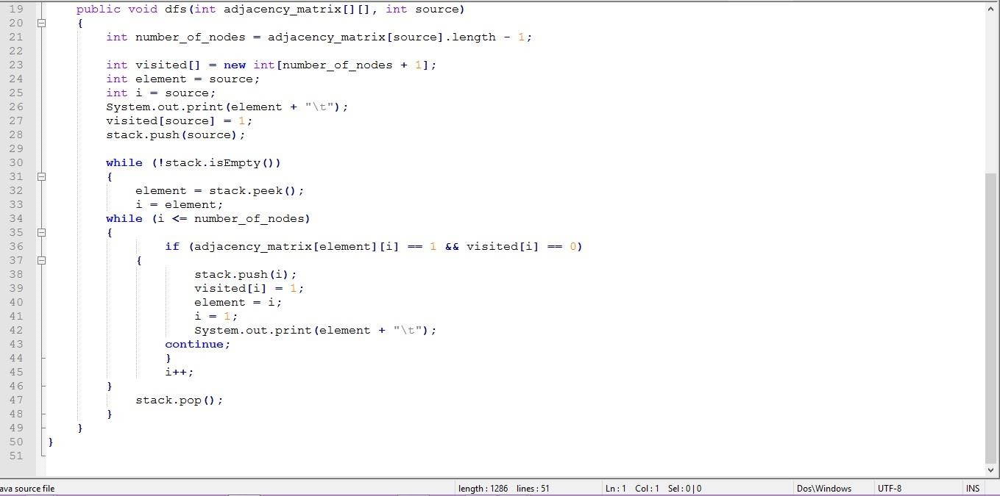 19 public void dfs(int adjacency_matrix[][], int source)
20 {
21 int number_of_nodes = adjacency_matrix[source].length - 1;
22
23 int visited[] = new int[number_of_nodes + 1];
24 int element = source;
25 int i = source;
26 System.out.print(element + "\t");
27 visited[source] = 1;
28 stack.push(source);
29
30 while (!stack.isEmpty())
31 {
32 element = stack.peek();
33 i = element;
34 while (i <= number_of_nodes)
35 {
36 if (adjacency_matrix[element][i] == 1 && visited[i] == 0)
37 {
38 stack.push(i);
39 visited[i] = 1;
40 element = i;
41 i = 1;
42 System.out.print(element + "\t");
43 continue;
44 }
45 i++;
46 }
47 stack.pop();
48 }
49 }
50 }
51
ava source file length : 1286 lines : 51 Ln : 1 Col : 1 Sel : 0 | 0 Dos\Windows UTF-8 INS